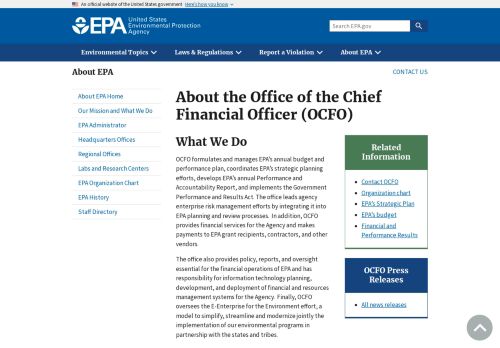 An official website of the United States government Here's how you know
EPA United States
Environmental Protection
Agency
Search EPA.gov
Environmental Topics Laws & Regulations Report a Violation About EPA
About EPA
CONTACT US
About EPA Home
Our Mission and What We Do
EPA Administrator
Headquarters Offices
Regional Offices
Labs and Research Centers
EPA Organization Chart
EPA History
Staff Directory
About the Office of the Chief
Financial Officer (OCFO)
What We Do
OCFO formulates and manages EPA's annual budget and
performance plan, coordinates EPA's strategic planning
efforts, develops EPA's annual Performance and
Accountability Report, and implements the Government
Performance and Results Act. The office leads agency
enterprise risk management efforts by integrating it into
EPA planning and review processes. In addition, OCFO
provides financial services for the Agency and makes
payments to EPA grant recipients, contractors, and other
vendors.
The office also provides policy, reports, and oversight
essential for the financial operations of EPA and has
responsibility for information technology planning,
development, and deployment of financial and resources
management systems for the Agency. Finally, OCFO
oversees the E-Enterprise for the Environment effort, a
model to simplify, streamline and modernize jointly the
implementation of our environmental programs in
partnership with the states and tribes.
Related
Information
Contact OCFO
Organization chart
EPA's Strategic Plan
EPA's budget
Financial and
Performance Results
OCFO Press
Releases
All news releases